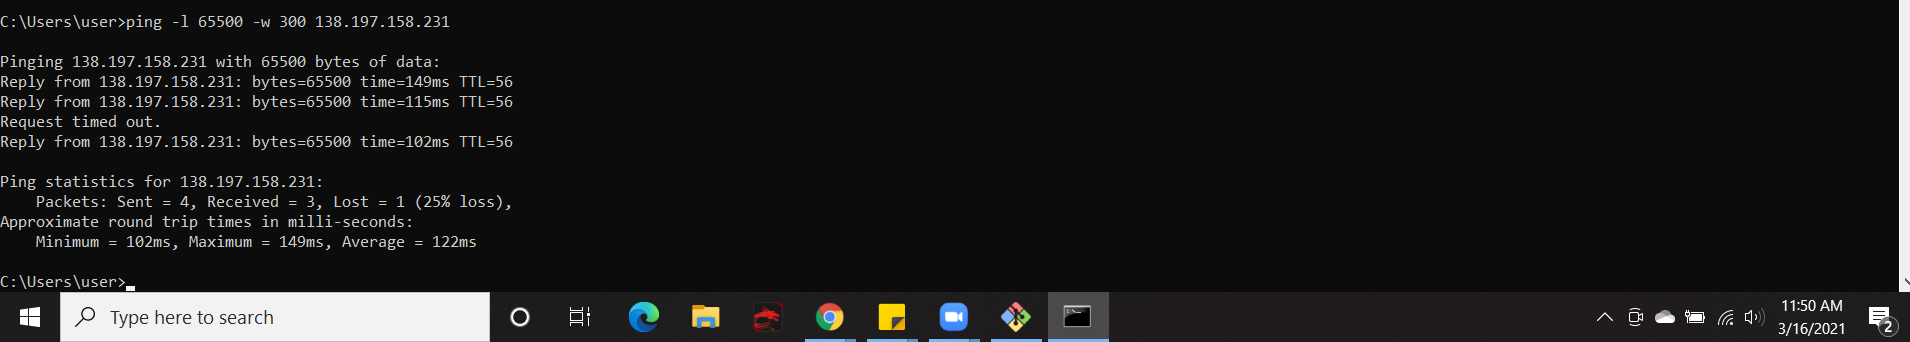 C:\Users\user>ping -l 65500 -w 300 138.197.158.231
Pinging 138.197.158.231 with 65500 bytes of data:
Reply from 138.197.158.231: bytes=65500 time=149ms TTL=56
Reply from 138.197.158.231: bytes=65500 time=115ms TTL=56
Request timed out.
Reply from 138.197.158.231: bytes=65500 time=102ms TTL=56
Ping statistics for 138.197.158.231:
    Packets: Sent = 4, Received = 3, Lost = 1 (25% loss),
Approximate round trip times in milli-seconds:
    Minimum = 102ms, Maximum = 149ms, Average = 122ms
C:\Users\user>
Type here to search
11:50 AM
3/16/2021
2